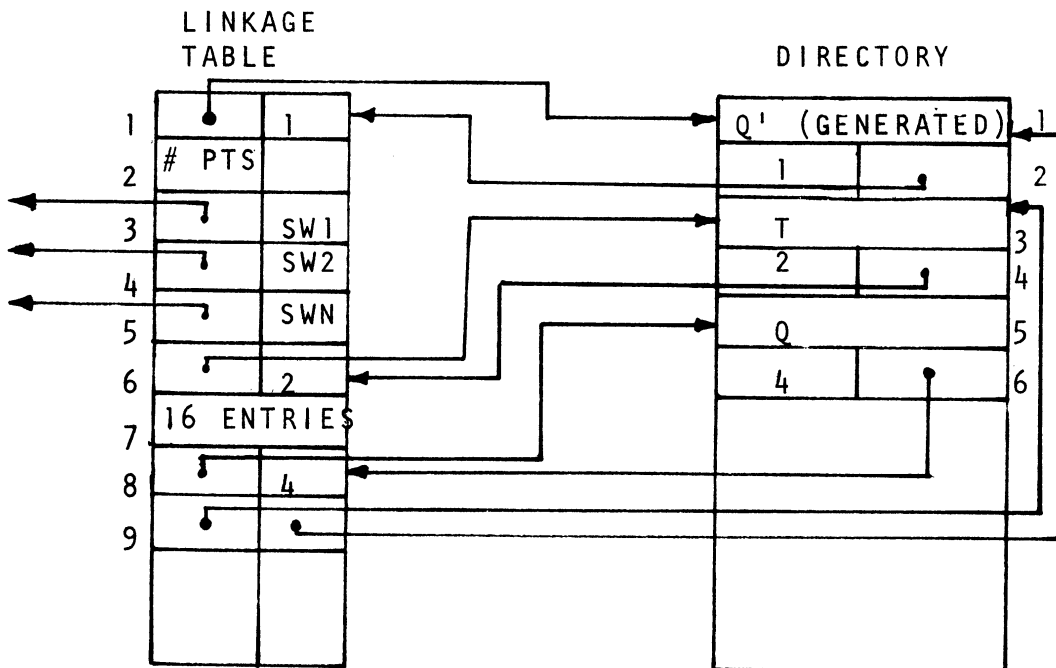 LINKAGE
TABLE
DIRECTORY
1 1
# PTS
2
3 SW1
SW2
4
SWN
5
6 2
16 ENTRIES
7
8 4
9
Q' (GENERATED) 1
1 2
T 3
2 4
Q 5
4 6